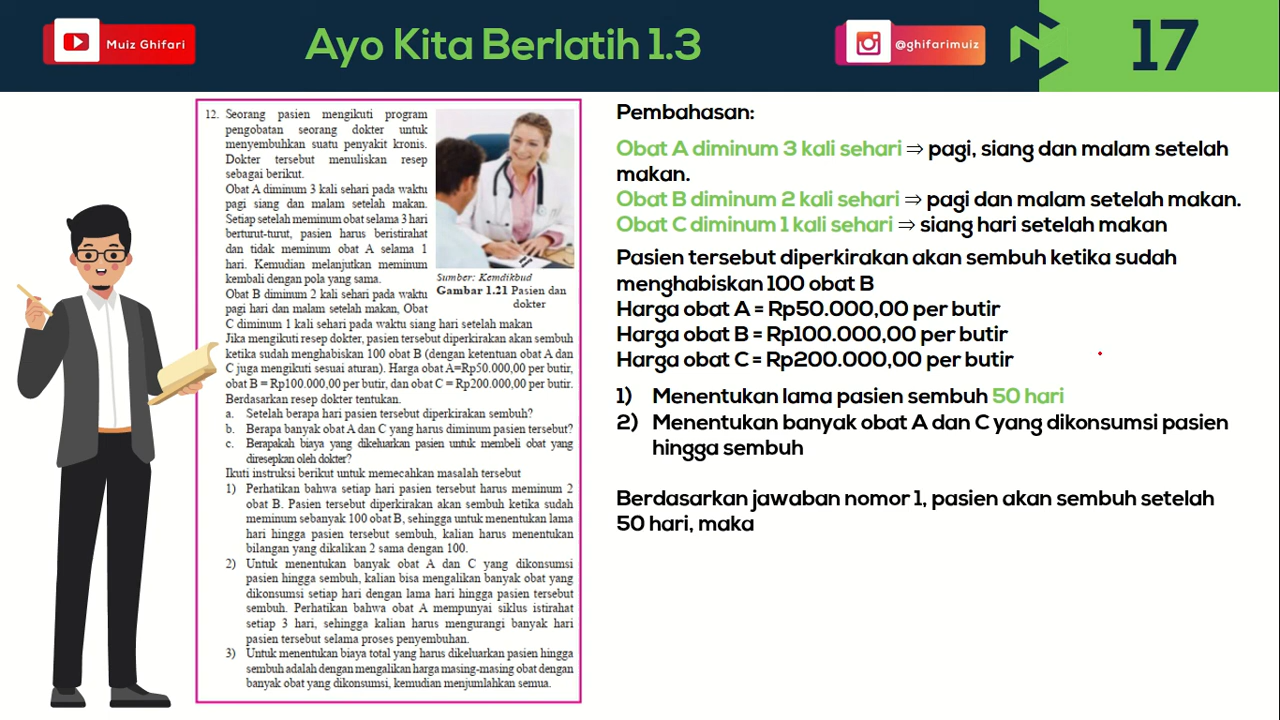 Muiz Ghifari
Ayo Kita Berlatih 1.3
@ghifarimuiz
17
12. Seorang pasien mengikuti program
pengobatan seorang dokter untuk
menyembuhkan suatu penyakit kronis.
Dokter tersebut menuliskan resep
sebagai berikut.
Obat A diminum 3 kali sehari pada waktu
pagi siang dan malam setelah makan.
Setiap setelah meminum obat selama 3 hari
berturut-turut, pasien harus beristirahat
dan tidak meminum obat A selama 1
hari. Kemudian melanjutkan meminum
kembali dengan pola yang sama.
Obat B diminum 2 kali sehari pada waktu
pagi hari dan malam setelah makan, Obat
C diminum 1 kali sehari pada waktu siang hari setelah makan
Sumber: Kemdikbud
Gambar 1.21 Pasien dan
dokter
Jika mengikuti resep dokter, pasien tersebut diperkirakan akan sembuh
ketika sudah menghabiskan 100 obat B (dengan ketentuan obat A dan
C juga mengikuti sesuai aturan). Harga obat A=Rp50.000,00 per butir,
obat B = Rp100.000,00 per butir, dan obat C = Rp200.000,00 per butir.
Berdasarkan resep dokter tentukan.
a. Setelah berapa hari pasien tersebut diperkirakan sembuh?
b. Berapa banyak obat A dan C yang harus diminum pasien tersebut?
c. Berapakah biaya yang dikeluarkan pasien untuk membeli obat yang
diresepkan oleh dokter?
Ikuti instruksi berikut untuk memecahkan masalah tersebut
1) Perhatikan bahwa setiap hari pasien tersebut harus meminum 2
obat B. Pasien tersebut diperkirakan akan sembuh ketika sudah
meminum sebanyak 100 obat B, sehingga untuk menentukan lama
hari hingga pasien tersebut sembuh, kalian harus menentukan
bilangan yang dikalikan 2 sama dengan 100.
2) Untuk menentukan banyak obat A dan C yang dikonsumsi
pasien hingga sembuh, kalian bisa mengalikan banyak obat yang
dikonsumsi setiap hari dengan lama hari hingga pasien tersebut
sembuh. Perhatikan bahwa obat A mempunyai siklus istirahat
setiap 3 hari, sehingga kalian harus mengurangi banyak hari
pasien tersebut selama proses penyembuhan.
3) Untuk menentukan biaya total yang harus dikeluarkan pasien hingga
sembuh adalah dengan mengalikan harga masing-masing obat dengan
banyak obat yang dikonsumsi, kemudian menjumlahkan semua.
Pembahasan:
Obat A diminum 3 kali sehari ⇒ pagi, siang dan malam setelah
makan.
Obat B diminum 2 kali sehari ⇒ pagi dan malam setelah makan.
Obat C diminum 1 kali sehari ⇒ siang hari setelah makan
Pasien tersebut diperkirakan akan sembuh ketika sudah
menghabiskan 100 obat B
Harga obat A = Rp50.000,00 per butir
Harga obat B = Rp100.000,00 per butir
Harga obat C = Rp200.000,00 per butir
1) Menentukan lama pasien sembuh 50 hari
2) Menentukan banyak obat A dan C yang dikonsumsi pasien
hingga sembuh
Berdasarkan jawaban nomor 1, pasien akan sembuh setelah
50 hari, maka